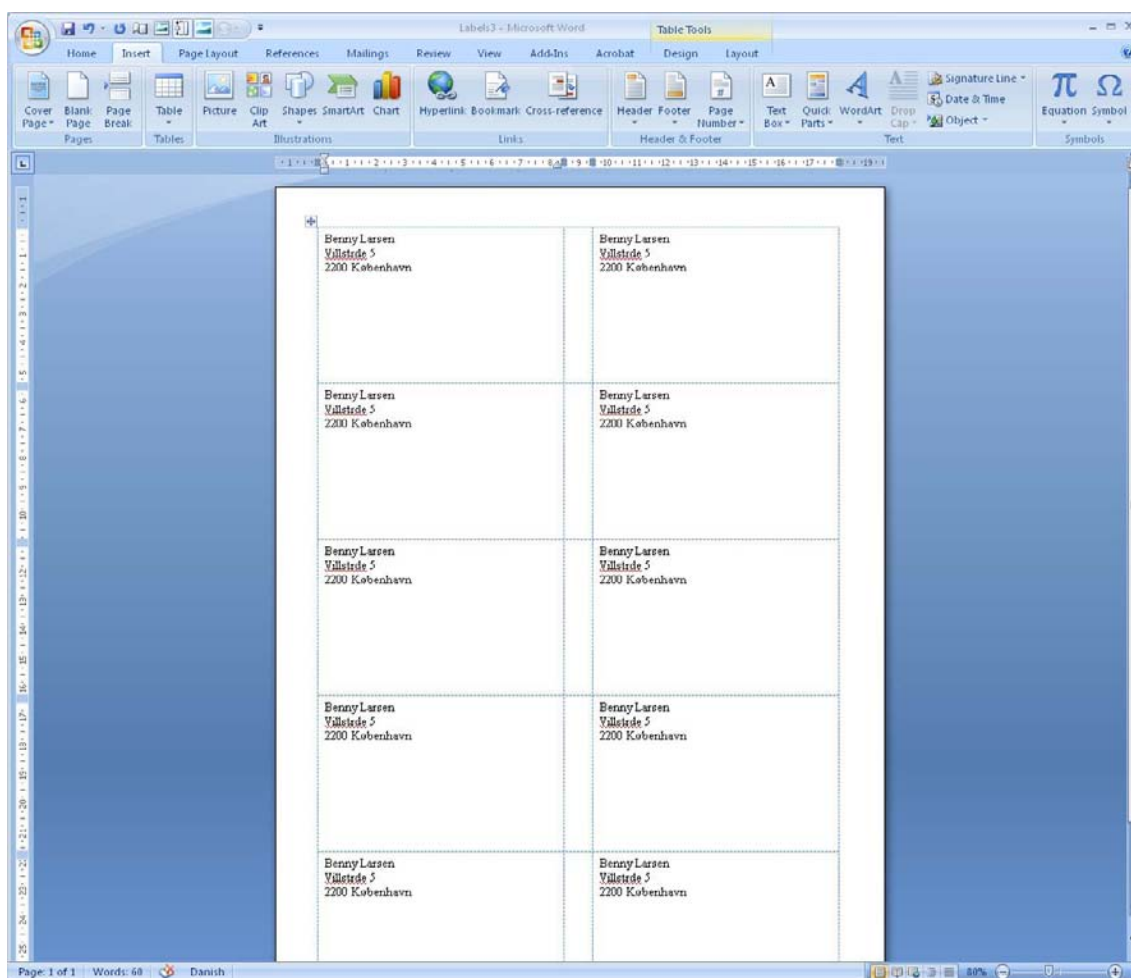 Labels3 - Microsoft Word Table Tools
Home Insert Page Layout References Mailings Review View Add-Ins Acrobat Design Layout
Cover Page Blank Page Page Break Table Picture Clip Art Shapes SmartArt Chart Hyperlink Bookmark Cross-reference Header Footer Page Number Text Box Quick Parts WordArt Drop Cap Signature Line Date & Time Object Equation Symbol
Pages Tables Illustrations Links Header & Footer Text Symbols
Benny Larsen Benny Larsen
Villstrde 5 Villstrde 5
2200 København 2200 København
Benny Larsen Benny Larsen
Villstrde 5 Villstrde 5
2200 København 2200 København
Benny Larsen Benny Larsen
Villstrde 5 Villstrde 5
2200 København 2200 København
Benny Larsen Benny Larsen
Villstrde 5 Villstrde 5
2200 København 2200 København
Benny Larsen Benny Larsen
Villstrde 5 Villstrde 5
2200 København 2200 København
Page: 1 of 1 Words: 60 Danish 80%